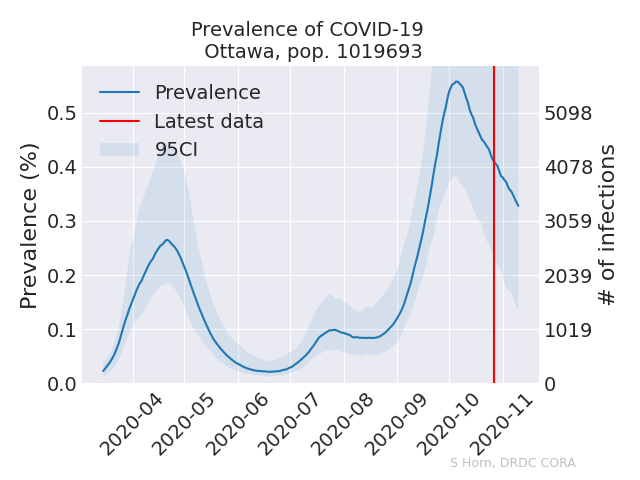 Prevalence of COVID-19
Ottawa, pop. 1019693
Prevalence
Latest data
95CI
Prevalence (%)
0.5
0.4
0.3
0.2
0.1
0.0
5098
4078
3059
2039
1019
0
# of infections
2020-04
2020-05
2020-06
2020-07
2020-08
2020-09
2020-10
2020-11
S Horn, DRDC CORA